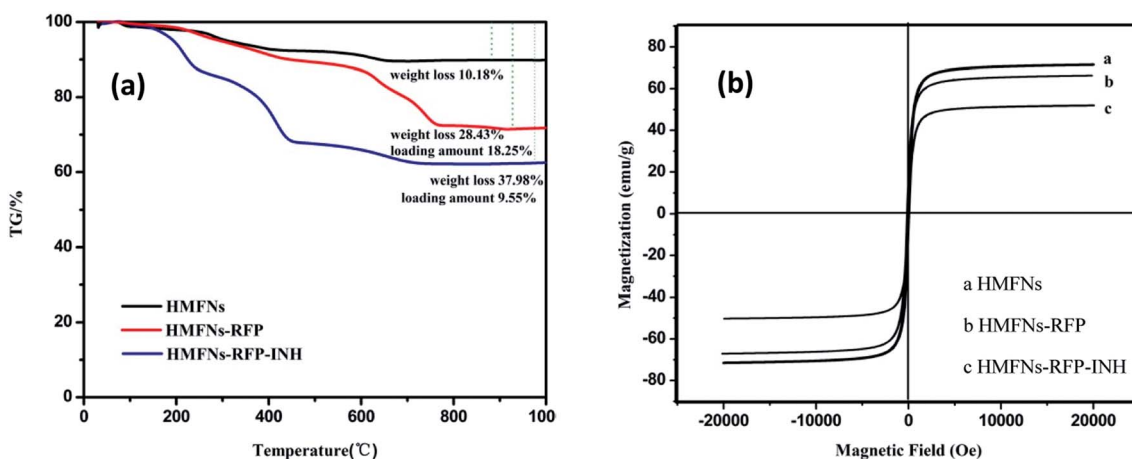 (a)
100
80
60
40
20
0
TG/%
weight loss 10.18%
weight loss 28.43%
loading amount 18.25%
weight loss 37.98%
loading amount 9.55%
HMFNs
HMFNs-RFP
HMFNs-RFP-INH
0 200 400 600 800 100
Temperature(℃)
(b)
80
60
40
20
0
-20
-40
-60
-80
Magnetization (emu/g)
a
b
c
a HMFNs
b HMFNs-RFP
c HMFNs-RFP-INH
-20000 -10000 0 10000 20000
Magnetic Field (Oe)